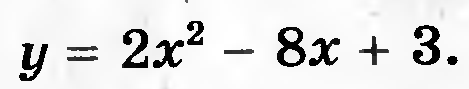 y = 2x² − 8x + 3.